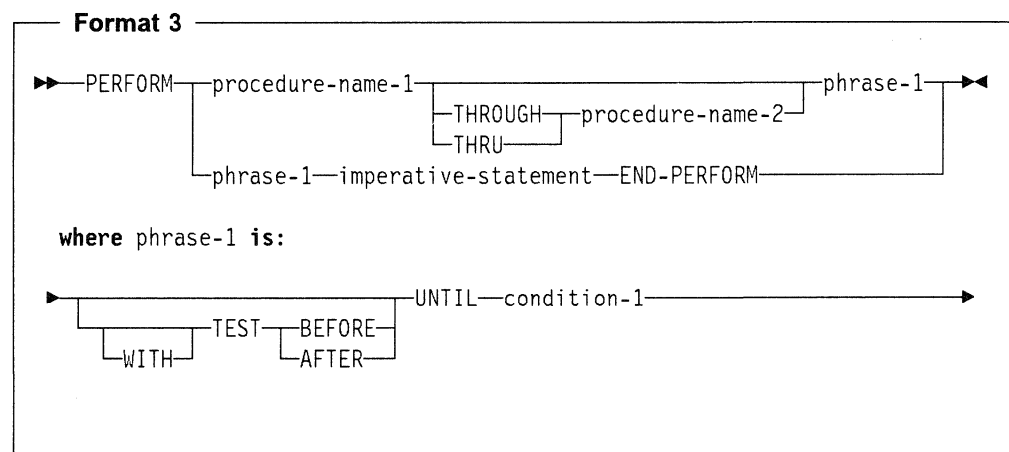 Format 3
PERFORM procedure-name-1 phrase-1
THROUGH procedure-name-2
THRU
phrase-1 imperative-statement END-PERFORM
where phrase-1 is:
UNTIL condition-1
TEST BEFORE
WITH AFTER